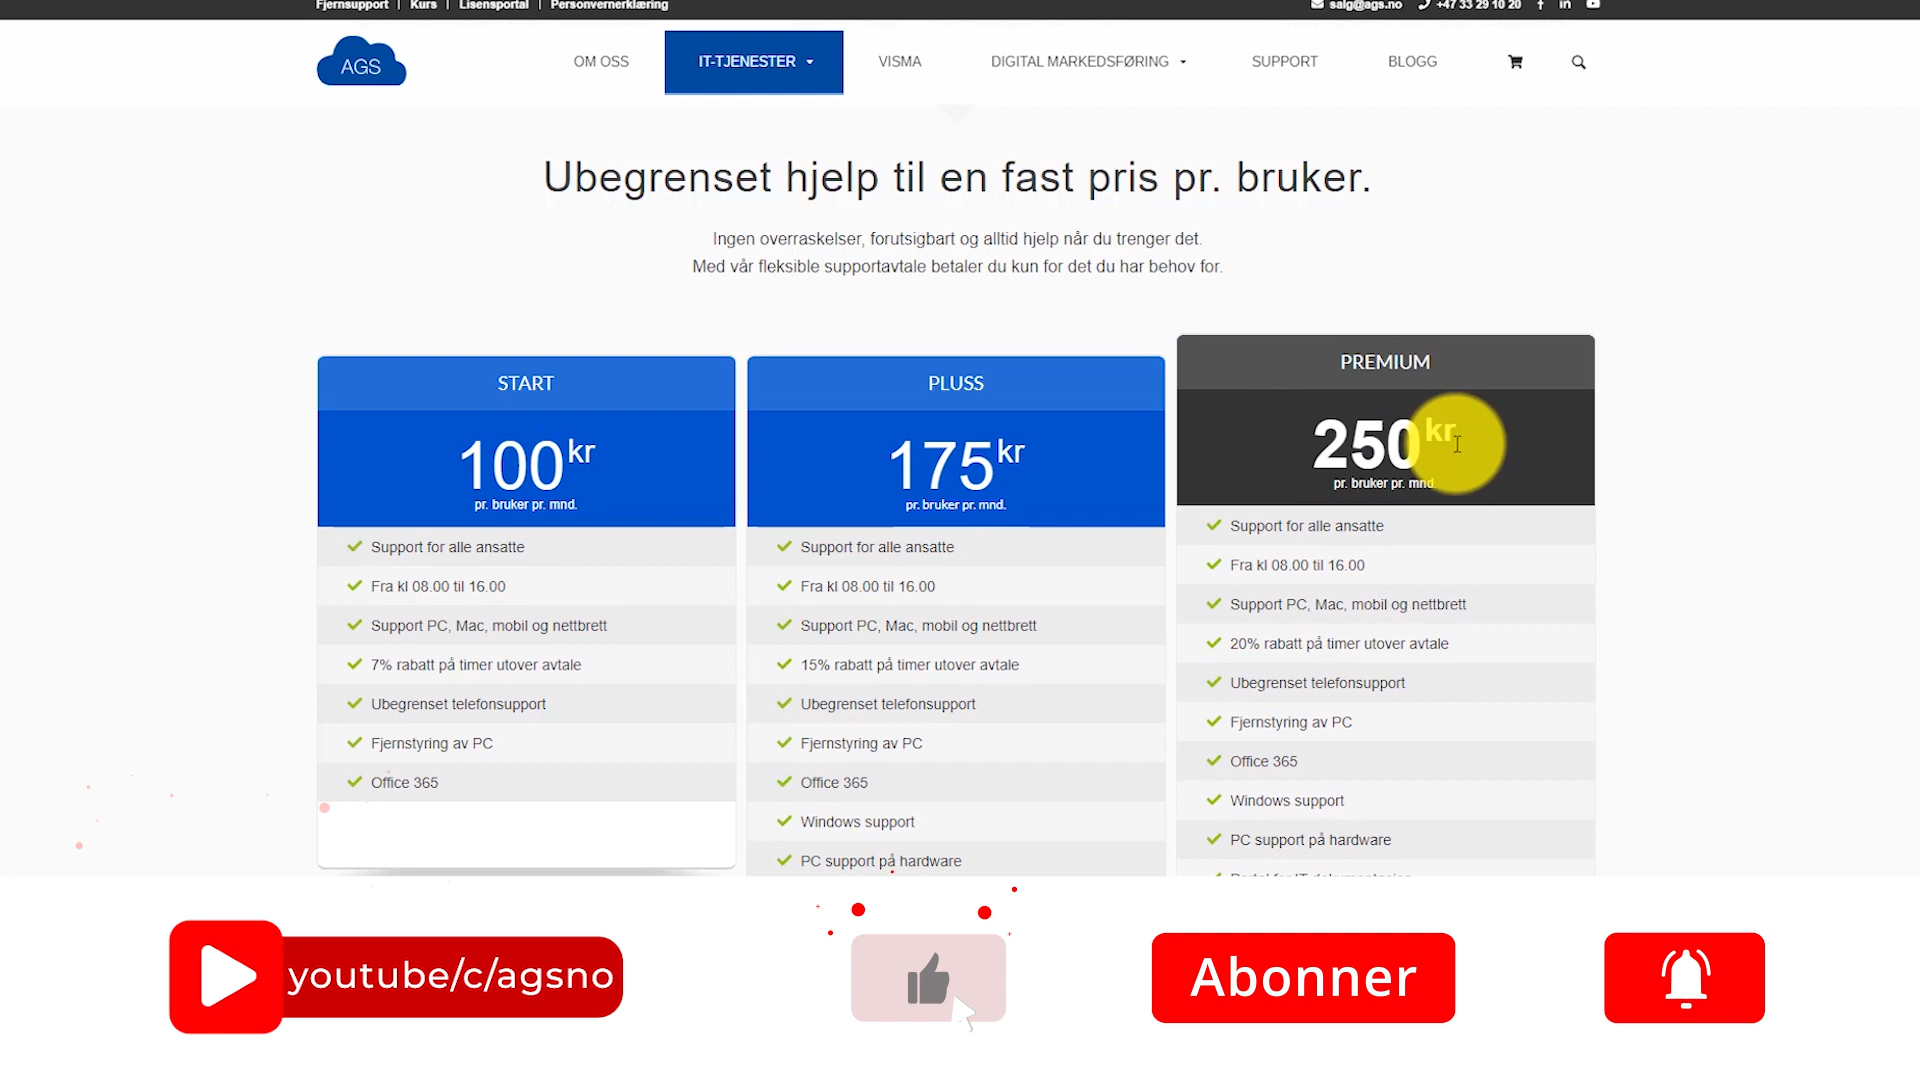 Fjernsupport | Kurs | Lisensportal | Personvernerklæring
salg@ags.no +47 33 29 10 20
AGS
OM OSS
IT-TJENESTER
VISMA
DIGITAL MARKEDSFØRING
SUPPORT
BLOGG
Ubegrenset hjelp til en fast pris pr. bruker.
Ingen overraskelser, forutsigbart og alltid hjelp når du trenger det.
Med vår fleksible supportavtale betaler du kun for det du har behov for.
START
100kr
pr. bruker pr. mnd.
Support for alle ansatte
Fra kl 08.00 til 16.00
Support PC, Mac, mobil og nettbrett
7% rabatt på timer utover avtale
Ubegrenset telefonsupport
Fjernstyring av PC
Office 365
PLUSS
175kr
pr. bruker pr. mnd.
Support for alle ansatte
Fra kl 08.00 til 16.00
Support PC, Mac, mobil og nettbrett
15% rabatt på timer utover avtale
Ubegrenset telefonsupport
Fjernstyring av PC
Office 365
Windows support
PC support på hardware
PREMIUM
250kr
pr. bruker pr. mnd.
Support for alle ansatte
Fra kl 08.00 til 16.00
Support PC, Mac, mobil og nettbrett
20% rabatt på timer utover avtale
Ubegrenset telefonsupport
Fjernstyring av PC
Office 365
Windows support
PC support på hardware
youtube/c/agsno
Abonner